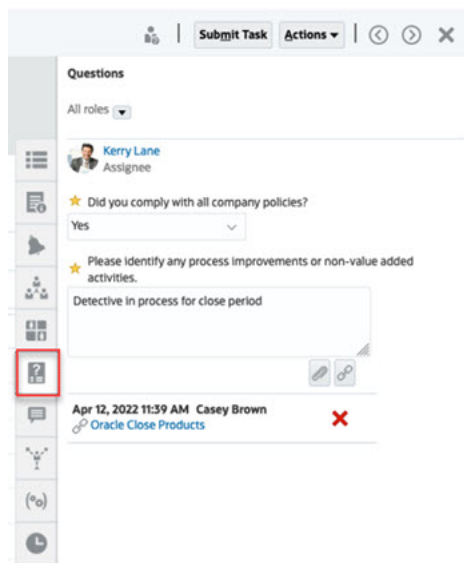 Submit Task Actions
Questions
All roles
Kerry Lane
Assignee
Did you comply with all company policies?
Yes
Please identify any process improvements or non-value added
activities.
Detective in process for close period
Apr 12, 2022 11:39 AM Casey Brown
Oracle Close Products